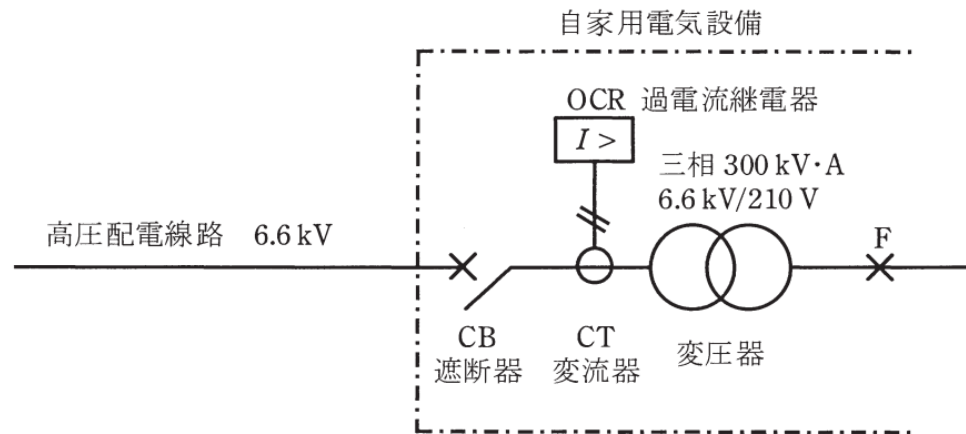 自家用電気設備
OCR 過電流継電器
I >
三相 300 kV·A
6.6 kV/210 V
高圧配電線路 6.6 kV
F
CB
遮断器
CT
変流器
変圧器